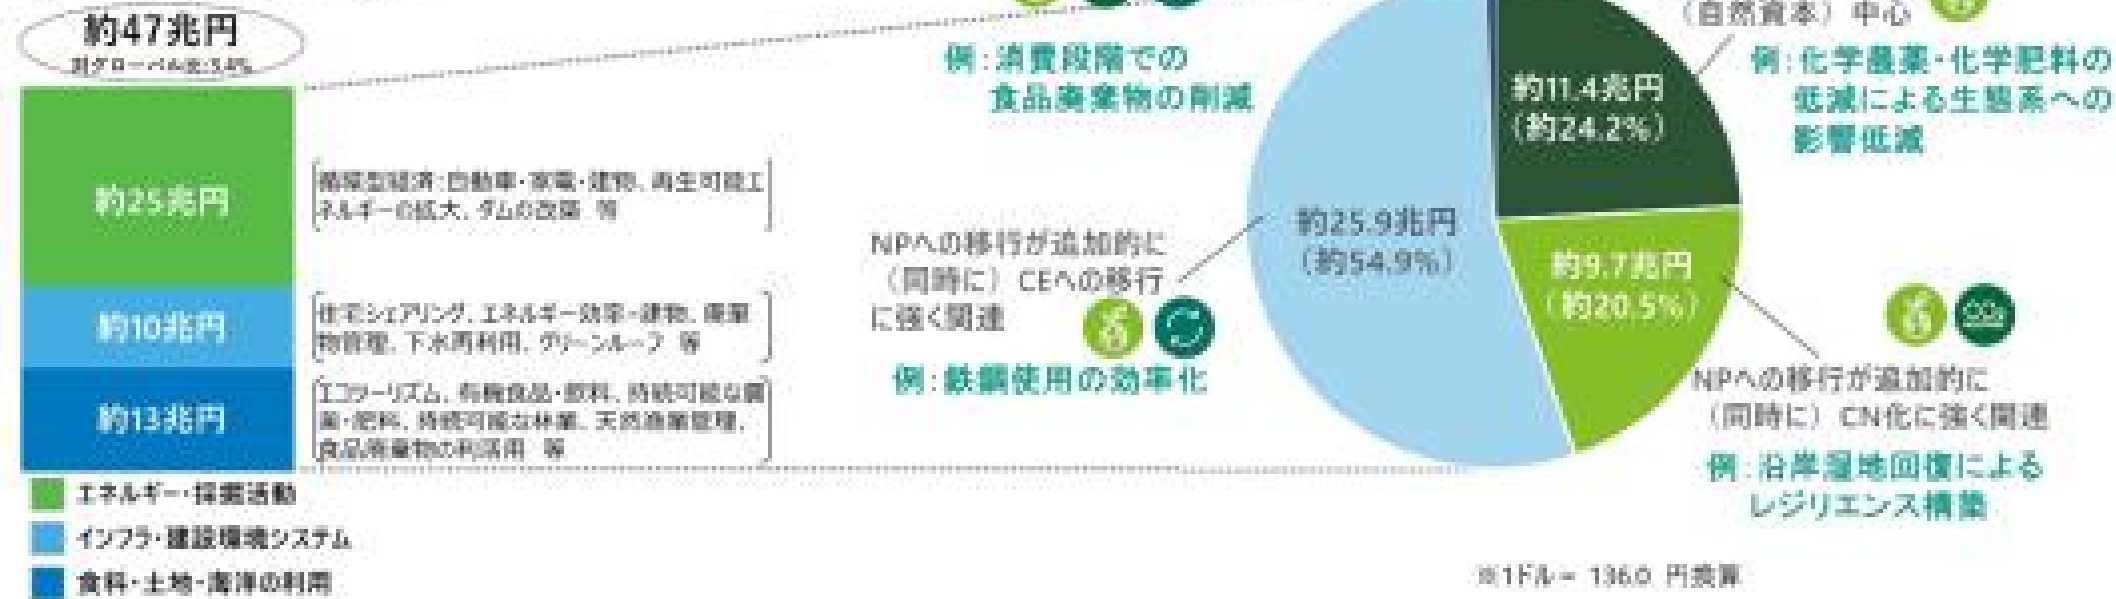 約47兆円
対グローバル比:3.4%
約25兆円
循環型経済:自動車・家電・建物、再生可能エ
ネルギーの拡大、ダムの改築 等
約10兆円
住宅シェアリング、エネルギー効率-建物、廃棄
物管理、下水再利用、グリーンルーフ 等
約13兆円
エコツーリズム、有機食品・飲料、持続可能な農
薬・肥料、持続可能な林業、天然漁業管理、
食品廃棄物の利活用 等
エネルギー・採掘活動
インフラ・建設環境システム
食料・土地・海洋の利用
例:消費段階での
食品廃棄物の削減
NPへの移行が追加的に
（同時に）CEへの移行
に強く関連
例:鉄鋼使用の効率化
約25.9兆円
（約54.9%）
約11.4兆円
（約24.2%）
約9.7兆円
（約20.5%）
（自然資本）中心
例:化学農薬・化学肥料の
低減による生態系への
影響低減
NPへの移行が追加的に
（同時に）CN化に強く関連
例:沿岸湿地回復による
レジリエンス構築
※1ドル= 136.0 円換算